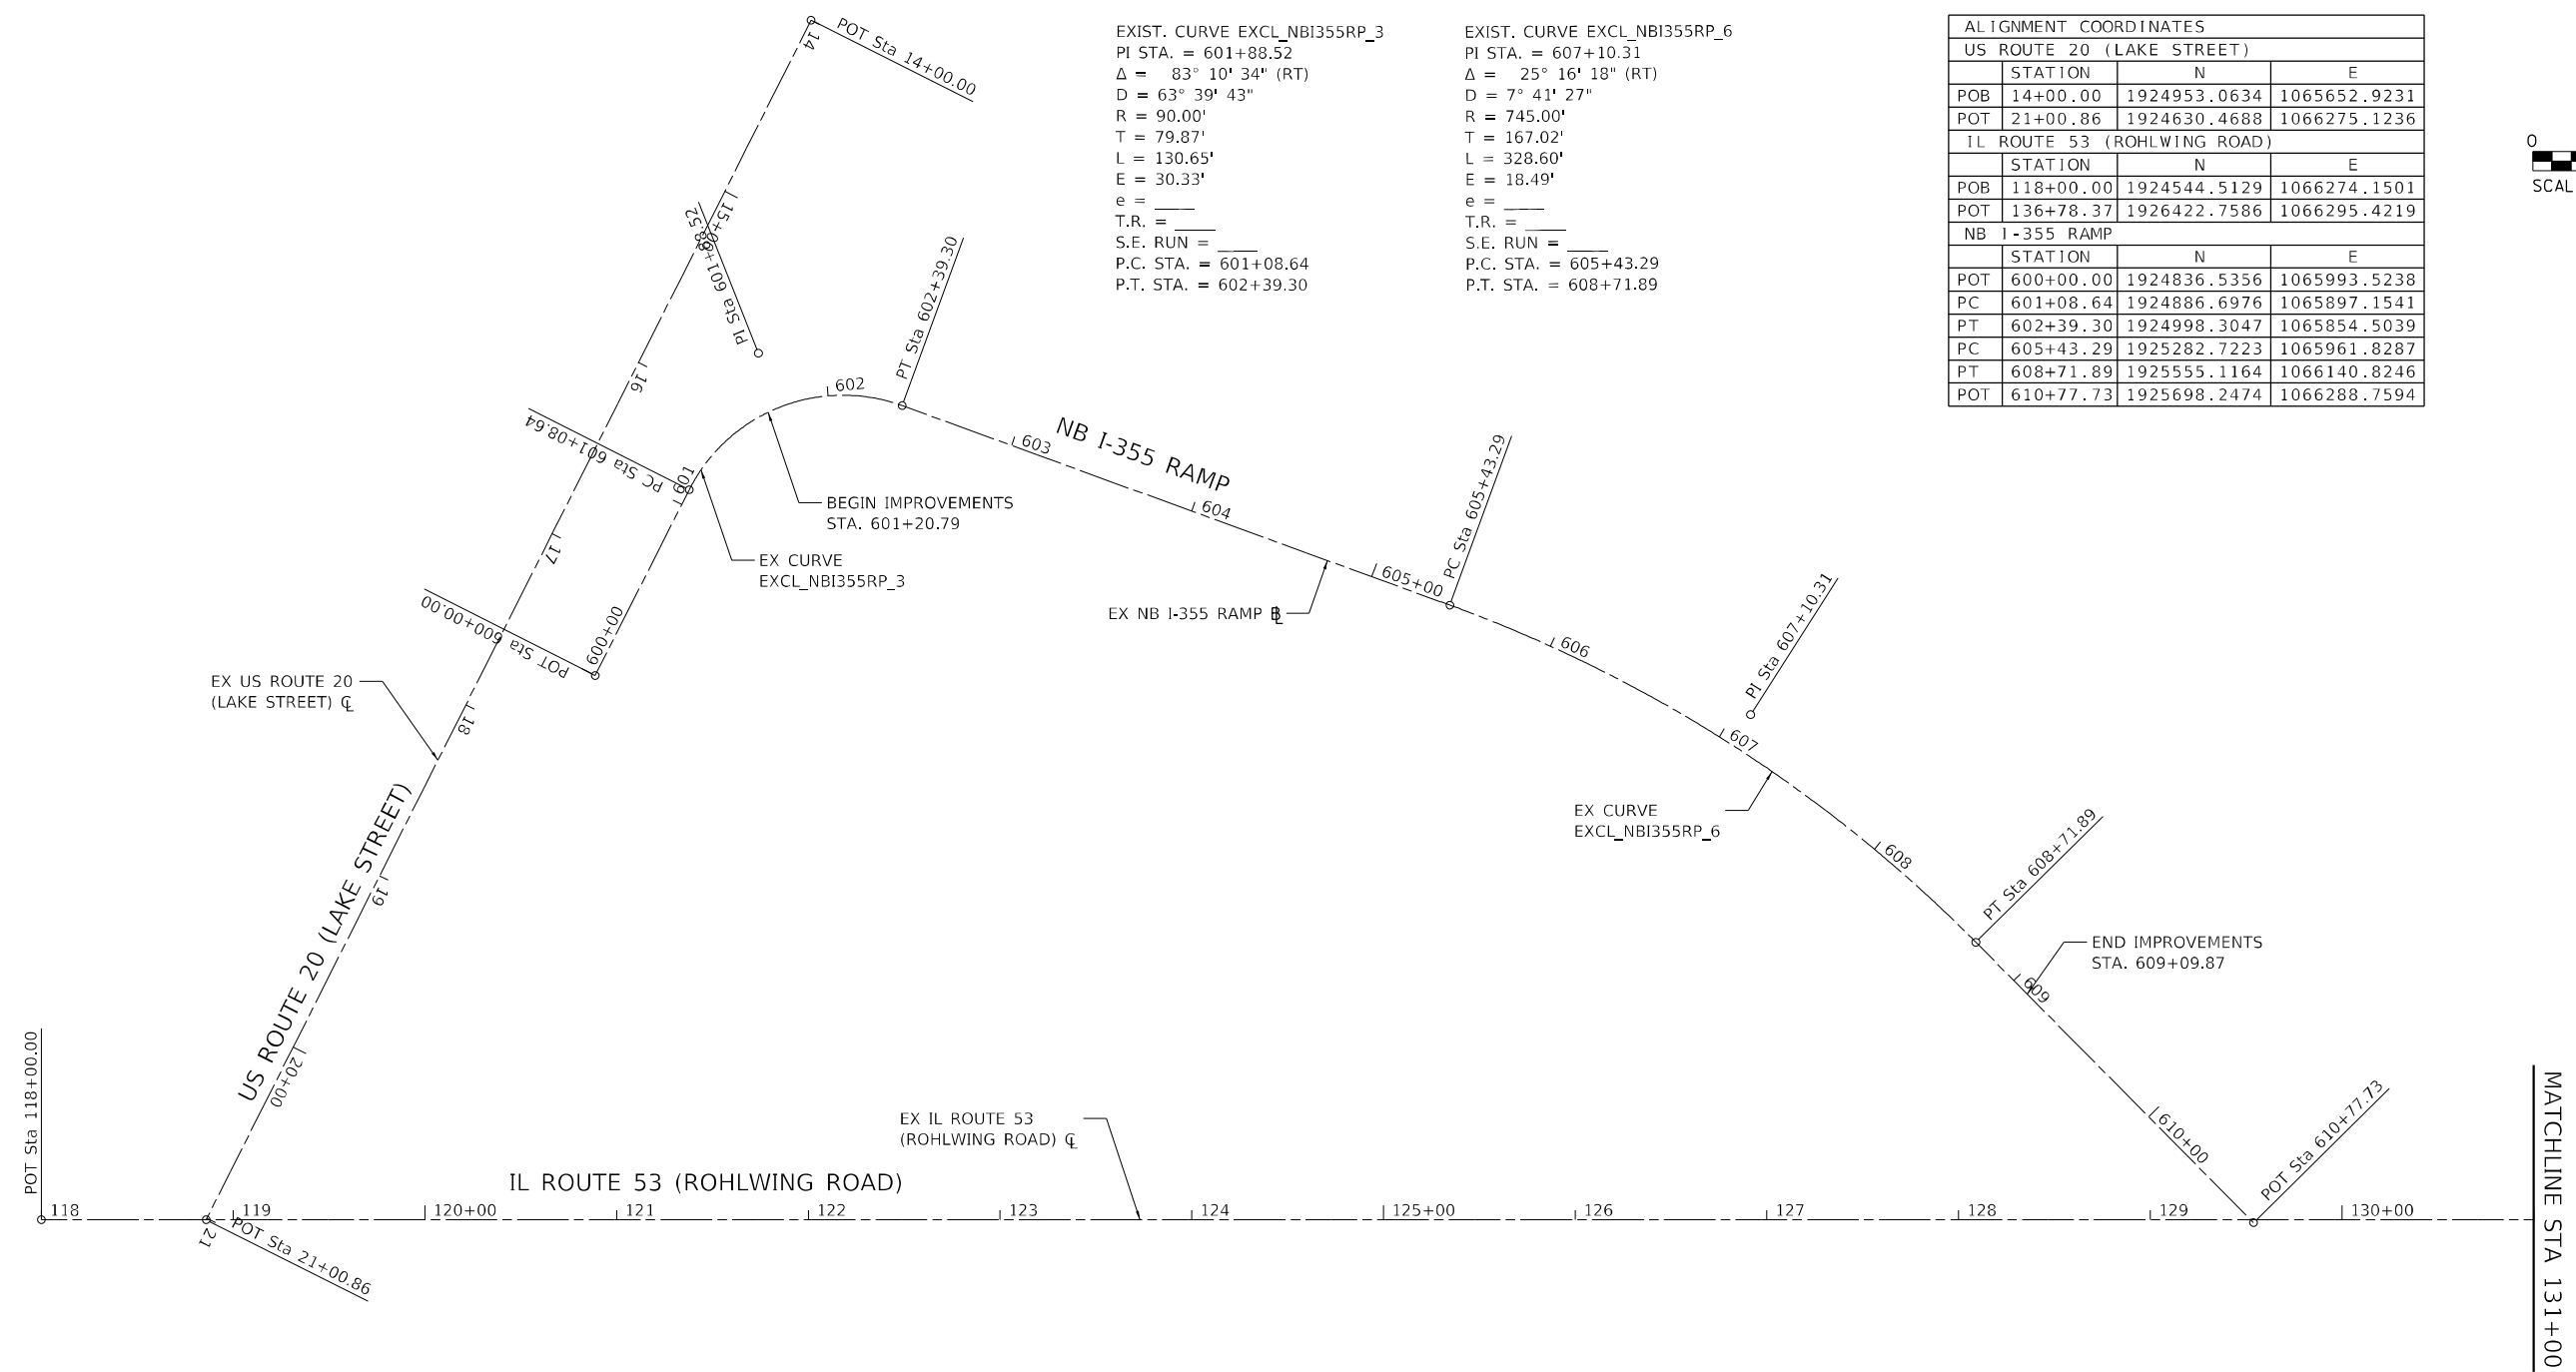 POT Sta 14+00.00
14
15+00
16
17
18
19
20+00
21
POT Sta 21+00.86
EXIST. CURVE EXCL_NBI355RP_3
PI STA. = 601+88.52
Δ = 83° 10' 34" (RT)
D = 63° 39' 43"
R = 90.00'
T = 79.87'
L = 130.65'
E = 30.33'
e = ____
T.R. = ____
S.E. RUN = ____
P.C. STA. = 601+08.64
P.T. STA. = 602+39.30
EXIST. CURVE EXCL_NBI355RP_6
PI STA. = 607+10.31
Δ = 25° 16' 18" (RT)
D = 7° 41' 27"
R = 745.00'
T = 167.02'
L = 328.60'
E = 18.49'
e = ____
T.R. = ____
S.E. RUN = ____
P.C. STA. = 605+43.29
P.T. STA. = 608+71.89
ALIGNMENT COORDINATES
US ROUTE 20 (LAKE STREET)
STATION N E
POB 14+00.00 1924953.0634 1065652.9231
POT 21+00.86 1924630.4688 1066275.1236
IL ROUTE 53 (ROHLWING ROAD)
STATION N E
POB 118+00.00 1924544.5129 1066274.1501
POT 136+78.37 1926422.7586 1066295.4219
NB I-355 RAMP
STATION N E
POT 600+00.00 1924836.5356 1065993.5238
PC 601+08.64 1924886.6976 1065897.1541
PT 602+39.30 1924998.3047 1065854.5039
PC 605+43.29 1925282.7223 1065961.8287
PT 608+71.89 1925555.1164 1066140.8246
POT 610+77.73 1925698.2474 1066288.7594
0
SCAL
PI Sta 601+88.52
PT Sta 602+39.30
PC Sta 601+08.64
POT Sta 600+00.00
600+00
601
602
603
604
605+00
606
607
608
609
610+00
NB I-355 RAMP
BEGIN IMPROVEMENTS
STA. 601+20.79
EX CURVE
EXCL_NBI355RP_3
EX NB I-355 RAMP ℄
PC Sta 605+43.29
PI Sta 607+10.31
EX CURVE
EXCL_NBI355RP_6
PT Sta 608+71.89
END IMPROVEMENTS
STA. 609+09.87
POT Sta 610+77.73
EX US ROUTE 20
(LAKE STREET) ℄
US ROUTE 20 (LAKE STREET)
EX IL ROUTE 53
(ROHLWING ROAD) ℄
IL ROUTE 53 (ROHLWING ROAD)
POT Sta 118+00.00
118 119 120+00 121 122 123 124 125+00 126 127 128 129 130+00
MATCHLINE STA 131+00